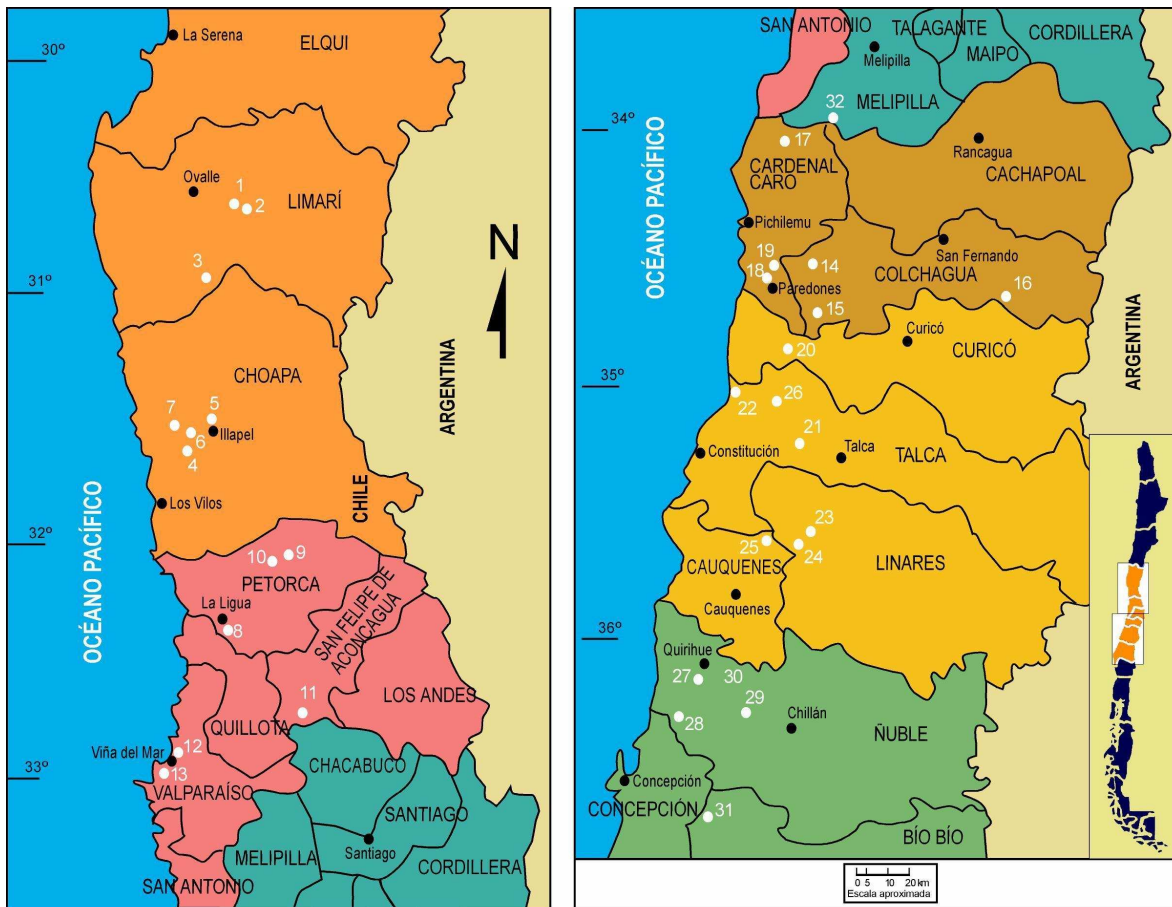 30º
La Serena
ELQUI
Ovalle
1
2
LIMARÍ
3
31º
N
OCÉANO PACÍFICO
ARGENTINA
CHILE
CHOAPA
7
5
6
Illapel
4
Los Vilos
32º
10
9
PETORCA
La Ligua
8
SAN FELIPE DE
ACONCAGUA
11
LOS ANDES
QUILLOTA
12
Viña del Mar
13
33º
VALPARAÍSO
CHACABUCO
SANTIAGO
Santiago
MELIPILLA
CORDILLERA
SAN ANTONIO
SAN ANTONIO
TALAGANTE
CORDILLERA
Melipilla
MAIPO
MELIPILLA
32
34º
17
Rancagua
CARDENAL
CARO
CACHAPOAL
OCÉANO PACÍFICO
ARGENTINA
Pichilemu
San Fernando
19
14
18
COLCHAGUA
16
Paredones
15
Curicó
20
CURICÓ
35º
22
26
21
Constitución
Talca
TALCA
23
25
24
CAUQUENES
LINARES
Cauquenes
36º
Quirihue
27
30
29
28
Chillán
ÑUBLE
Concepción
CONCEPCIÓN
31
BÍO BÍO
0 5 10 20 km
Escala aproximada